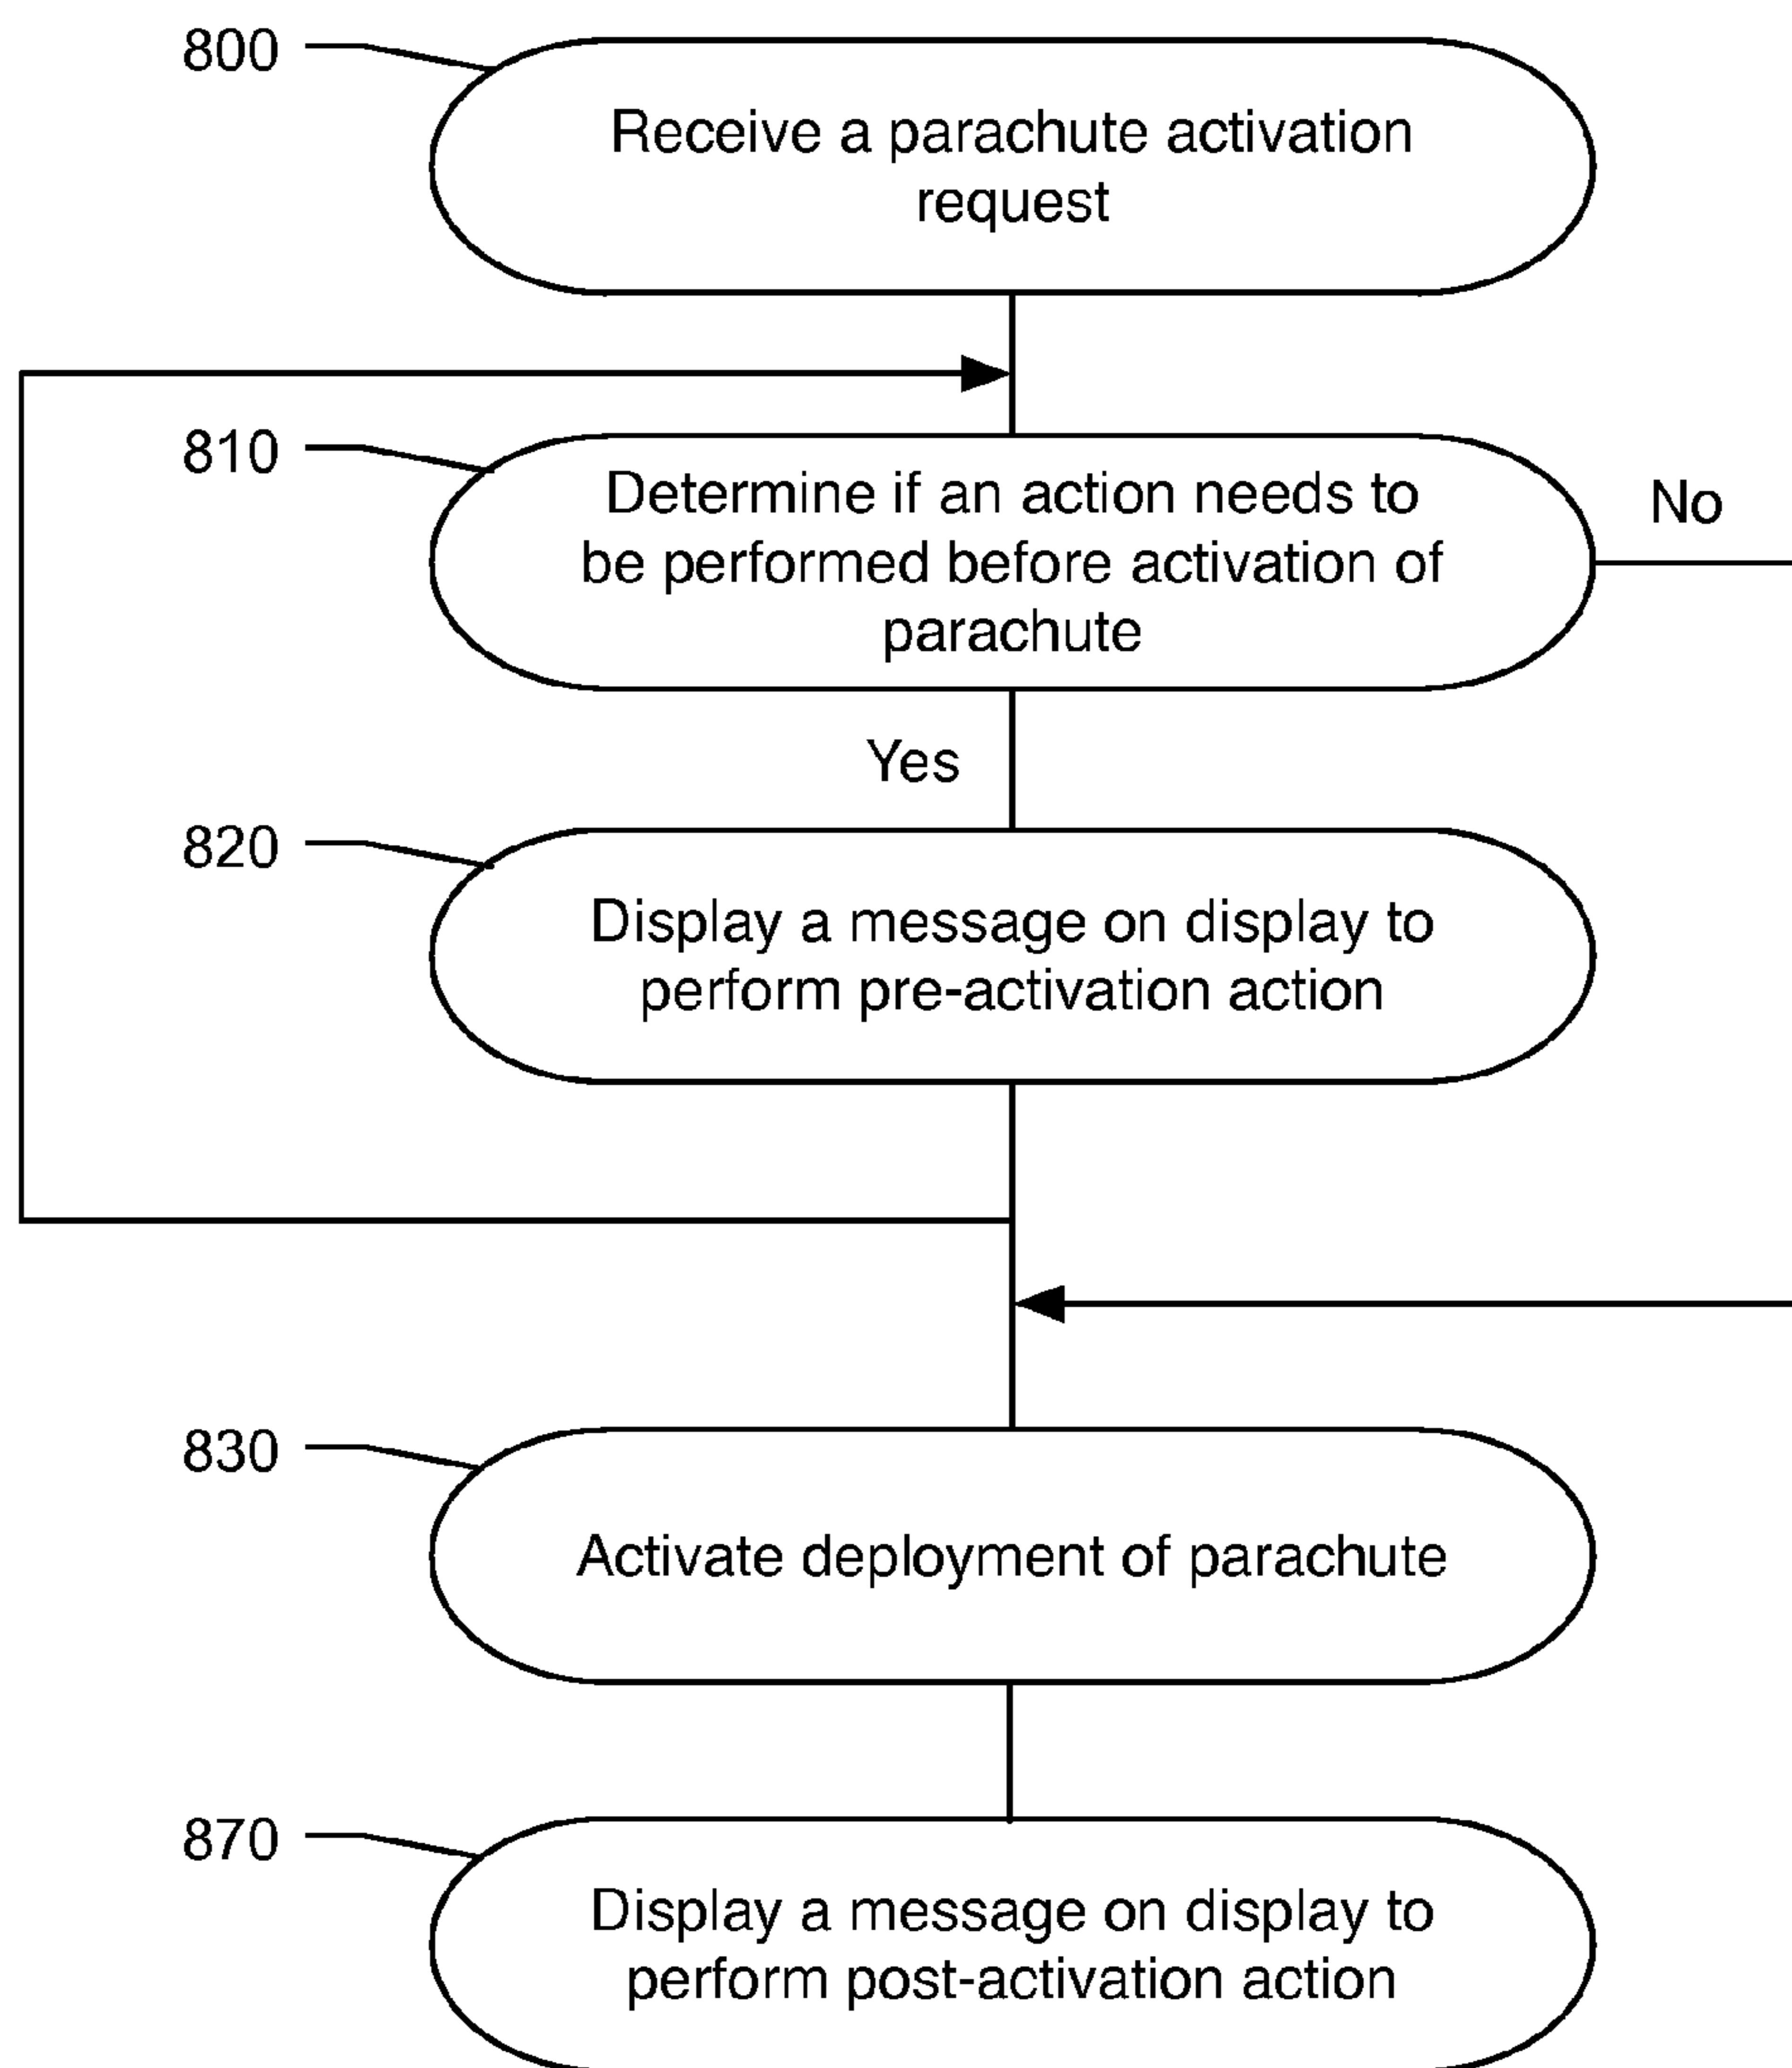 800
Receive a parachute activation
request
810
Determine if an action needs to
be performed before activation of
parachute
No
Yes
820
Display a message on display to
perform pre-activation action
830
Activate deployment of parachute
870
Display a message on display to
perform post-activation action